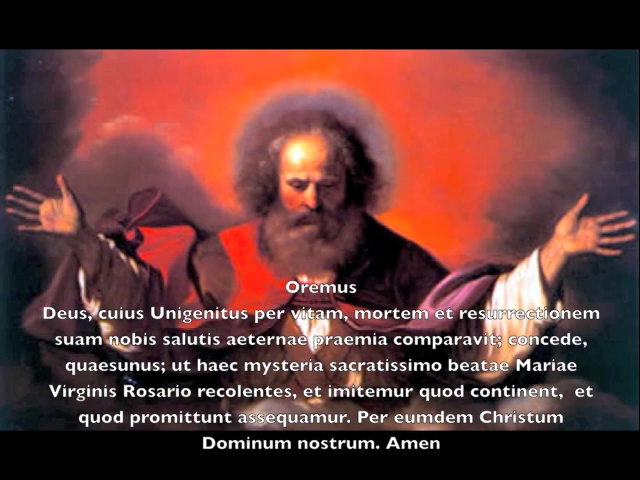 Oremus
Deus, cuius Unigenitus per vitam, mortem et resurrectionem
suam nobis salutis aeternae praemia comparavit; concede,
quaesunus; ut haec mysteria sacratissimo beatae Mariae
Virginis Rosario recolentes, et imitemur quod continent, et
quod promittunt assequamur. Per eumdem Christum
Dominum nostrum. Amen